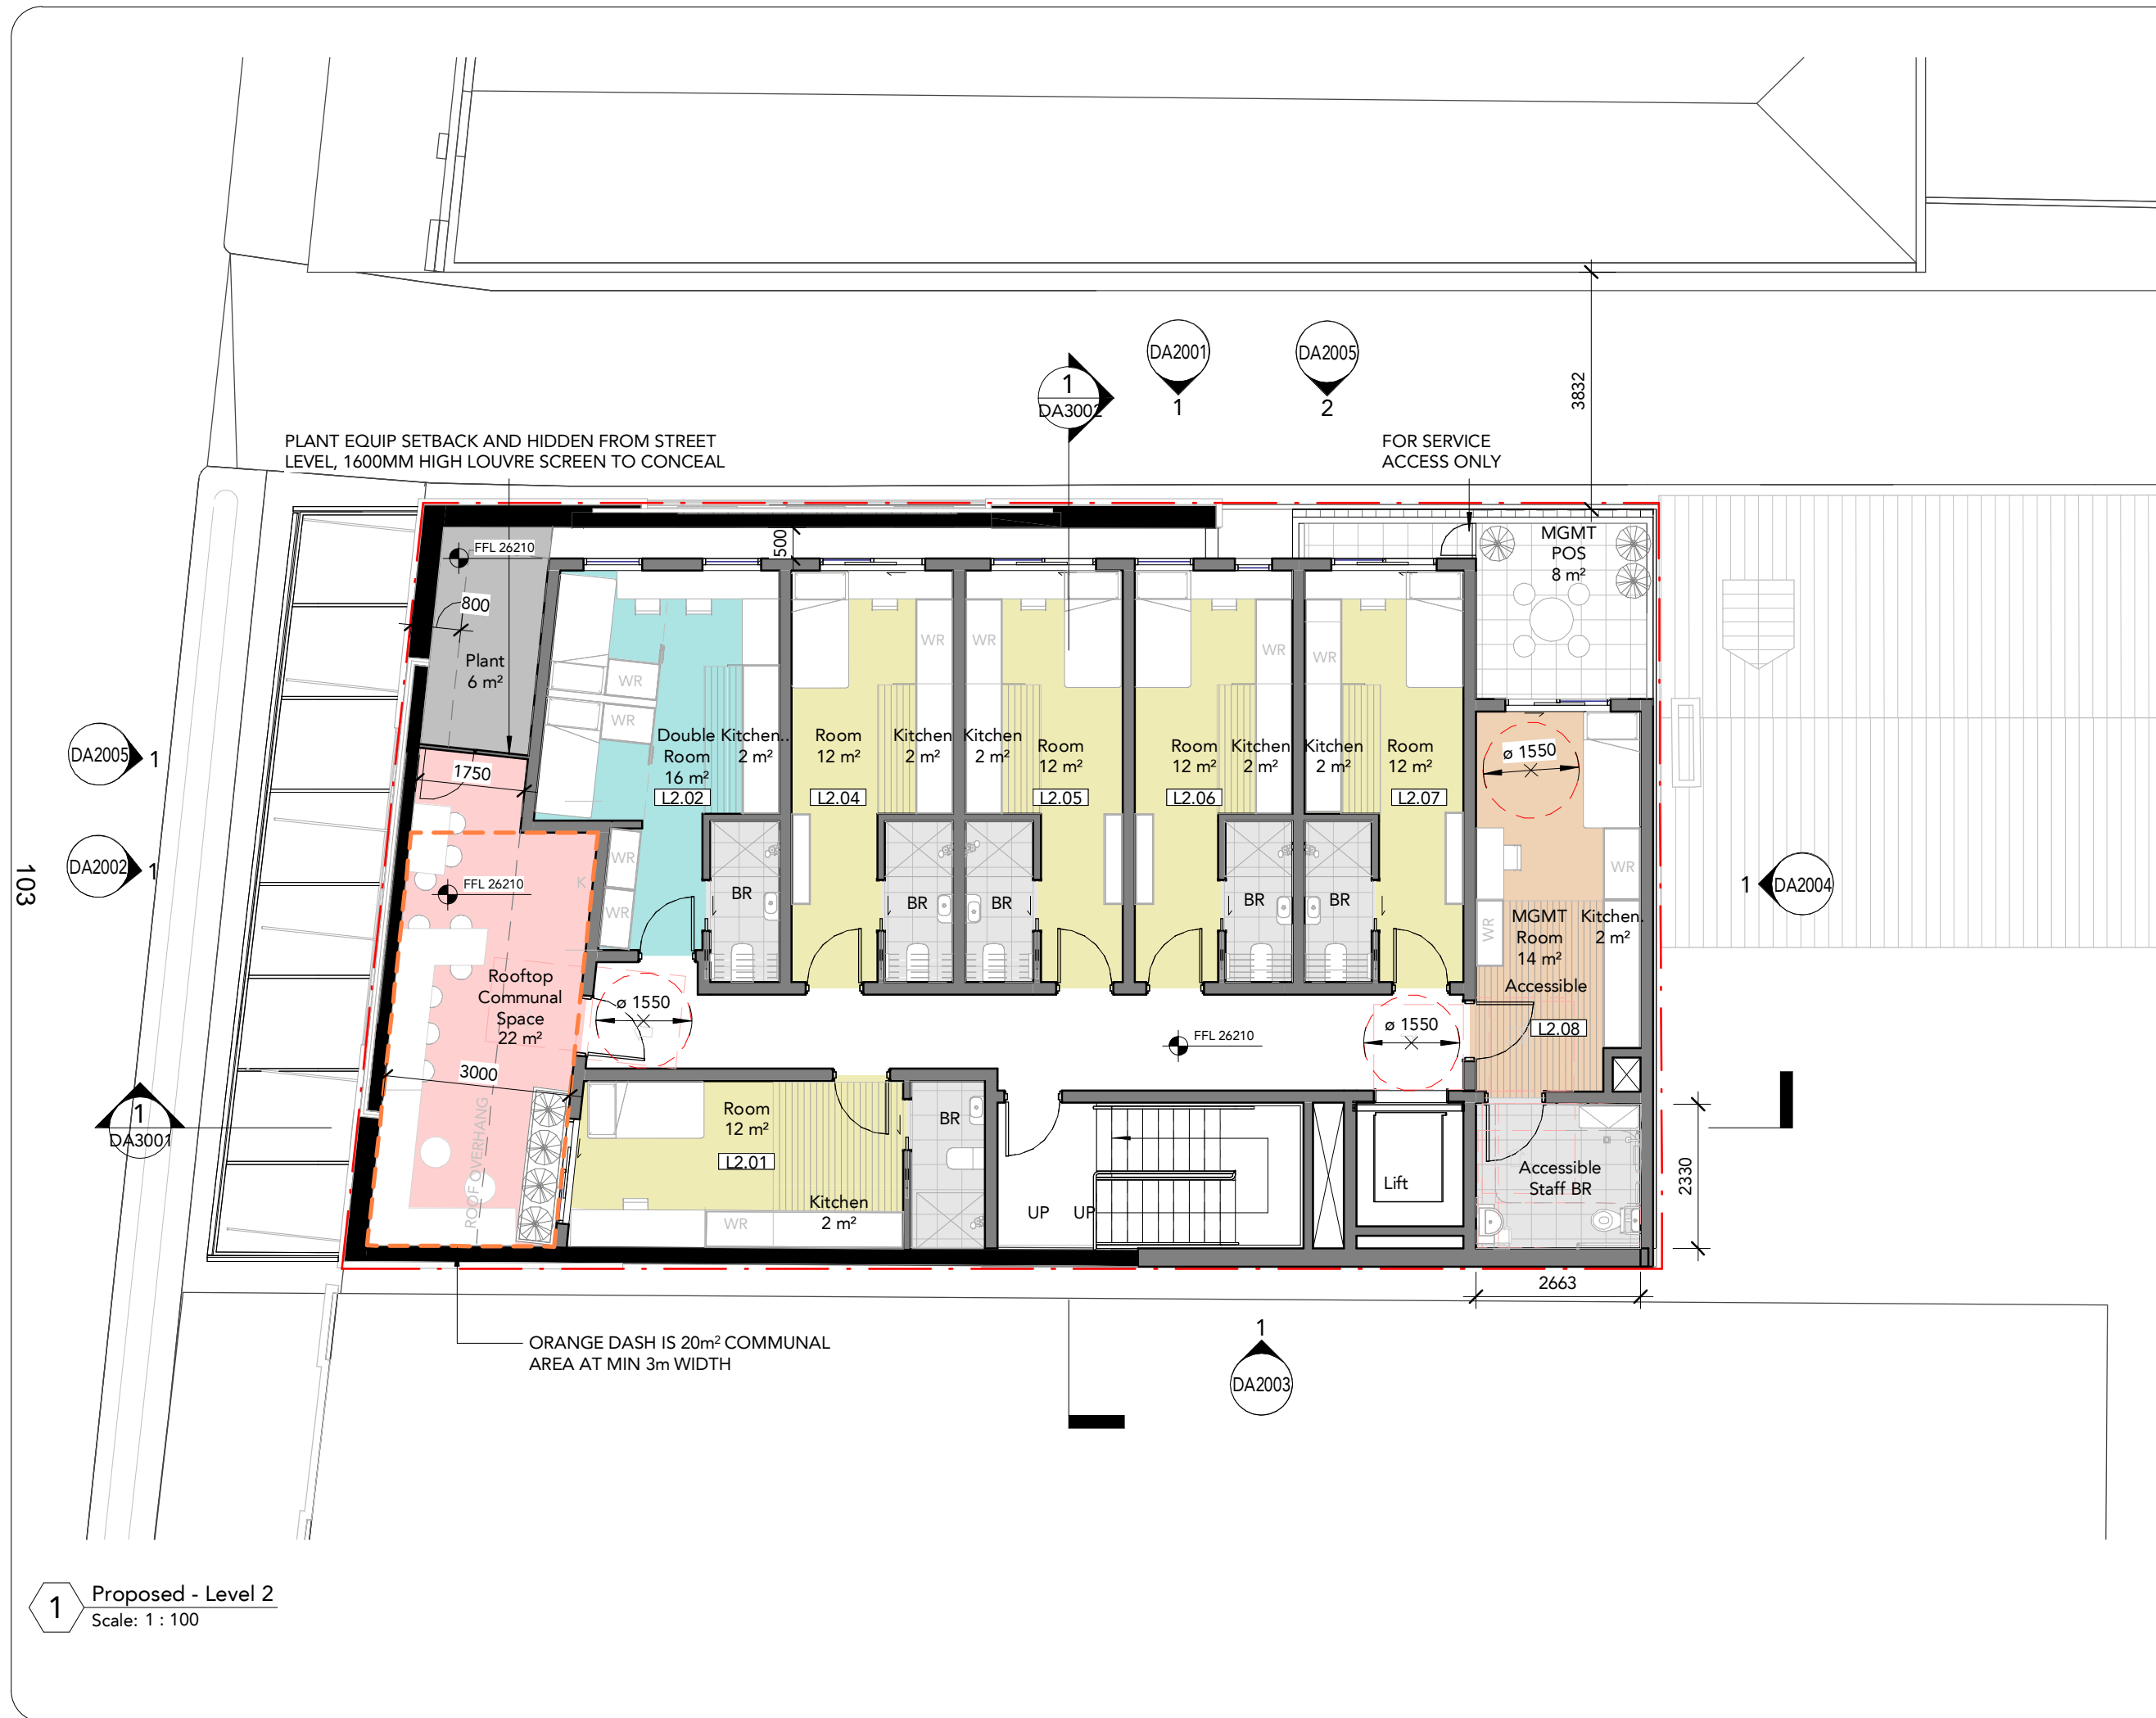 DA2001
1
DA2005
2
1
DA3002
3832
PLANT EQUIP SETBACK AND HIDDEN FROM STREET
LEVEL, 1600MM HIGH LOUVRE SCREEN TO CONCEAL
FOR SERVICE
ACCESS ONLY
FFL 26210
500
MGMT
POS
8 m²
800
Plant
6 m²
WR
WR
WR
WR
WR
WR
DA2005
1
1750
Double
Room
16 m²
L2.02
Kitchen..
2 m²
Room
12 m²
L2.04
Kitchen
2 m²
Kitchen
2 m²
Room
12 m²
L2.05
Room
12 m²
L2.06
Kitchen
2 m²
Kitchen
2 m²
Room
12 m²
L2.07
ø 1550
DA2002
1
103
FFL 26210
K
WR
WR
BR
BR
BR
BR
BR
WR
WR
MGMT
Room
14 m²
Accessible
L2.08
Kitchen.
2 m²
1
DA2004
Rooftop
Communal
Space
22 m²
ø 1550
FFL 26210
ø 1550
3000
ROOF OVERHANG
1
DA3001
Room
12 m²
L2.01
Kitchen
2 m²
WR
BR
UP
UP
Lift
Accessible
Staff BR
2330
2663
ORANGE DASH IS 20m² COMMUNAL
AREA AT MIN 3m WIDTH
1
DA2003
1
Proposed - Level 2
Scale: 1 : 100